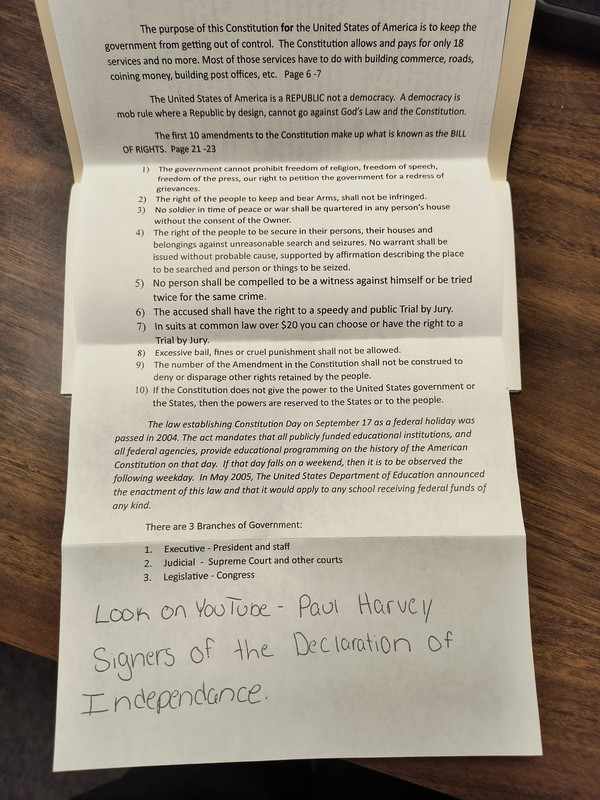 The purpose of this Constitution for the United States of America is to keep the
government from getting out of control. The Constitution allows and pays for only 18
services and no more. Most of those services have to do with building commerce, roads,
coining money, building post offices, etc. Page 6 -7
The United States of America is a REPUBLIC not a democracy. A democracy is
mob rule where a Republic by design, cannot go against God's Law and the Constitution.
The first 10 amendments to the Constitution make up what is known as the BILL
OF RIGHTS. Page 21 -23
1) The government cannot prohibit freedom of religion, freedom of speech,
freedom of the press, our right to petition the government for a redress of
grievances.
2) The right of the people to keep and bear Arms, shall not be infringed.
3) No soldier in time of peace or war shall be quartered in any person's house
without the consent of the Owner.
4) The right of the people to be secure in their persons, their houses and
belongings against unreasonable search and seizures. No warrant shall be
issued without probable cause, supported by affirmation describing the place
to be searched and person or things to be seized.
5) No person shall be compelled to be a witness against himself or be tried
twice for the same crime.
6) The accused shall have the right to a speedy and public Trial by Jury.
7) In suits at common law over $20 you can choose or have the right to a
Trial by Jury.
8) Excessive bail, fines or cruel punishment shall not be allowed.
9) The number of the Amendment in the Constitution shall not be construed to
deny or disparage other rights retained by the people.
10) If the Constitution does not give the power to the United States government or
the States, then the powers are reserved to the States or to the people.
The law establishing Constitution Day on September 17 as a federal holiday was
passed in 2004. The act mandates that all publicly funded educational institutions, and
all federal agencies, provide educational programming on the history of the American
Constitution on that day. If that day falls on a weekend, then it is to be observed the
following weekday. In May 2005, The United States Department of Education announced
the enactment of this law and that it would apply to any school receiving federal funds of
any kind.
There are 3 Branches of Government:
1. Executive - President and staff
2. Judicial - Supreme Court and other courts
3. Legislative - Congress
Look on YouTube - Paul Harvey
Signers of the Declaration of
Independance.